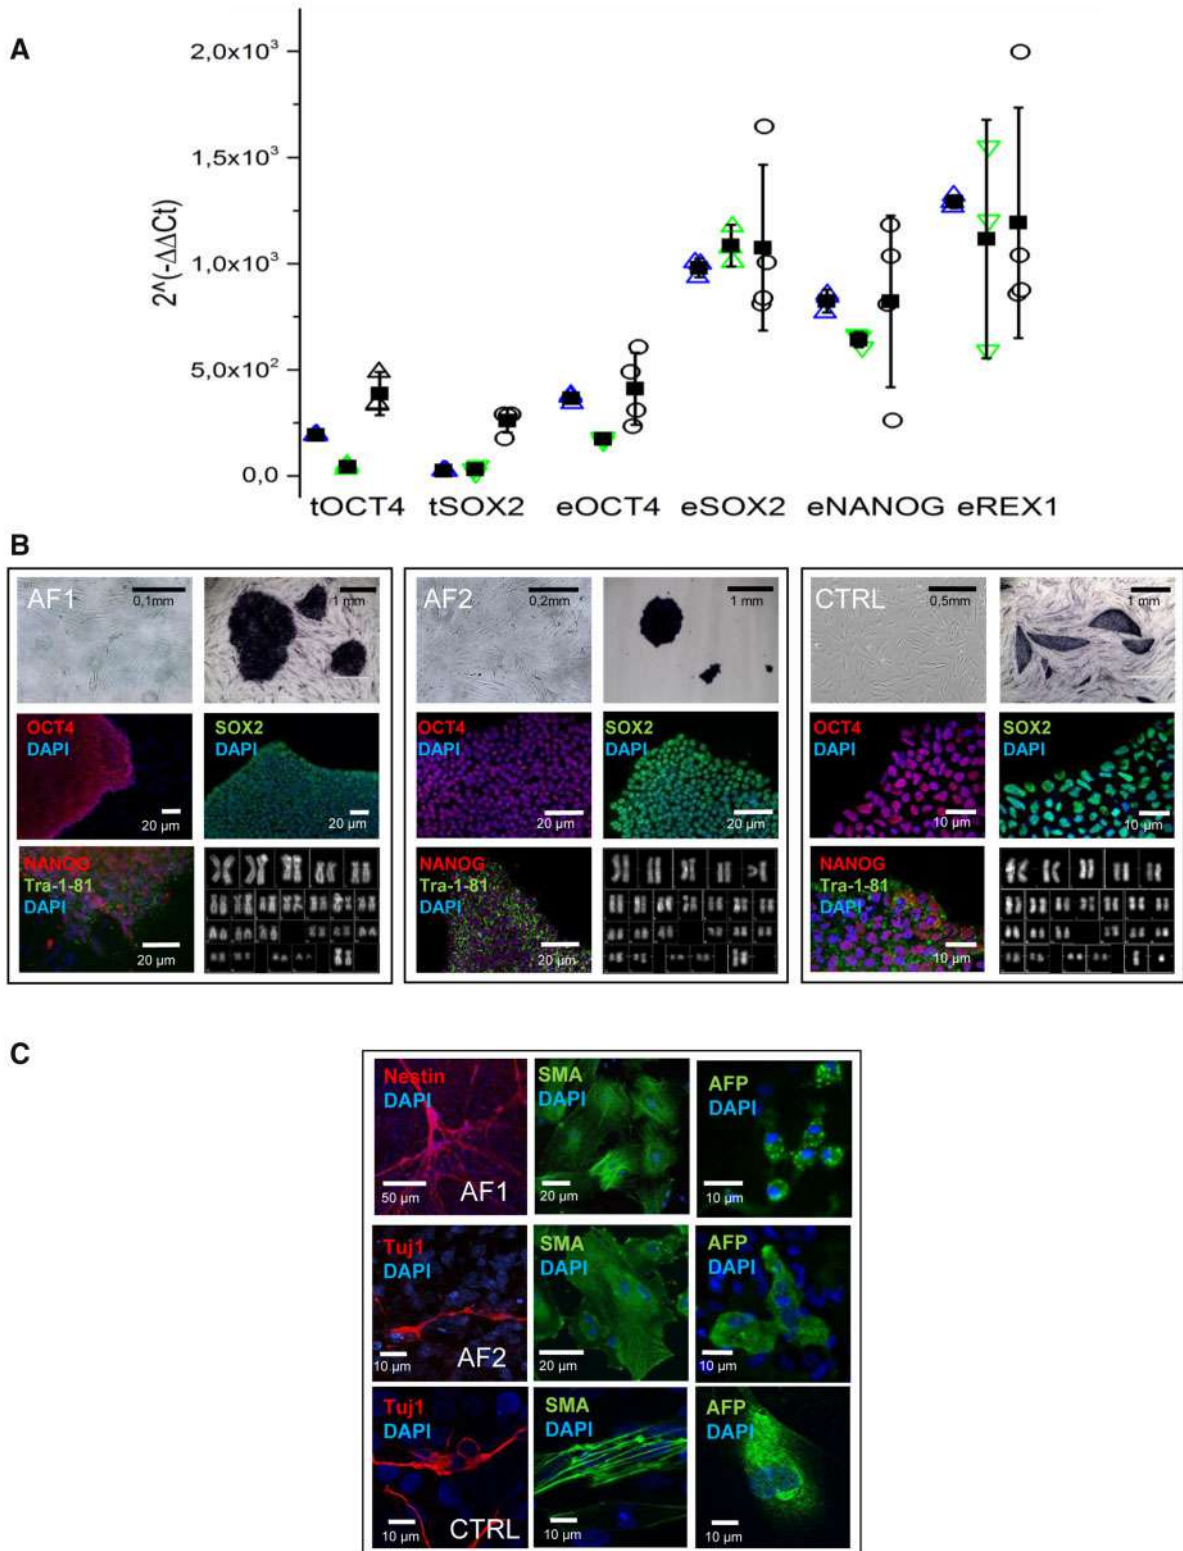 A
2^(-ΔΔCt)
2,0x10³
1,5x10³
1,0x10³
5,0x10²
0,0
tOCT4 tSOX2 eOCT4 eSOX2 eNANOG eREX1
B
AF1
0,1mm
1 mm
OCT4
DAPI
20 µm
SOX2
DAPI
20 µm
NANOG
Tra-1-81
DAPI
20 µm
AF2
0,2mm
1 mm
OCT4
DAPI
20 µm
SOX2
DAPI
20 µm
NANOG
Tra-1-81
DAPI
20 µm
CTRL
0,5mm
1 mm
OCT4
DAPI
10 µm
SOX2
DAPI
10 µm
NANOG
Tra-1-81
DAPI
10 µm
C
Nestin
DAPI
50 µm
AF1
SMA
DAPI
20 µm
AFP
DAPI
10 µm
Tuj1
DAPI
10 µm
AF2
SMA
DAPI
20 µm
AFP
DAPI
10 µm
Tuj1
DAPI
10 µm
CTRL
SMA
DAPI
10 µm
AFP
DAPI
10 µm